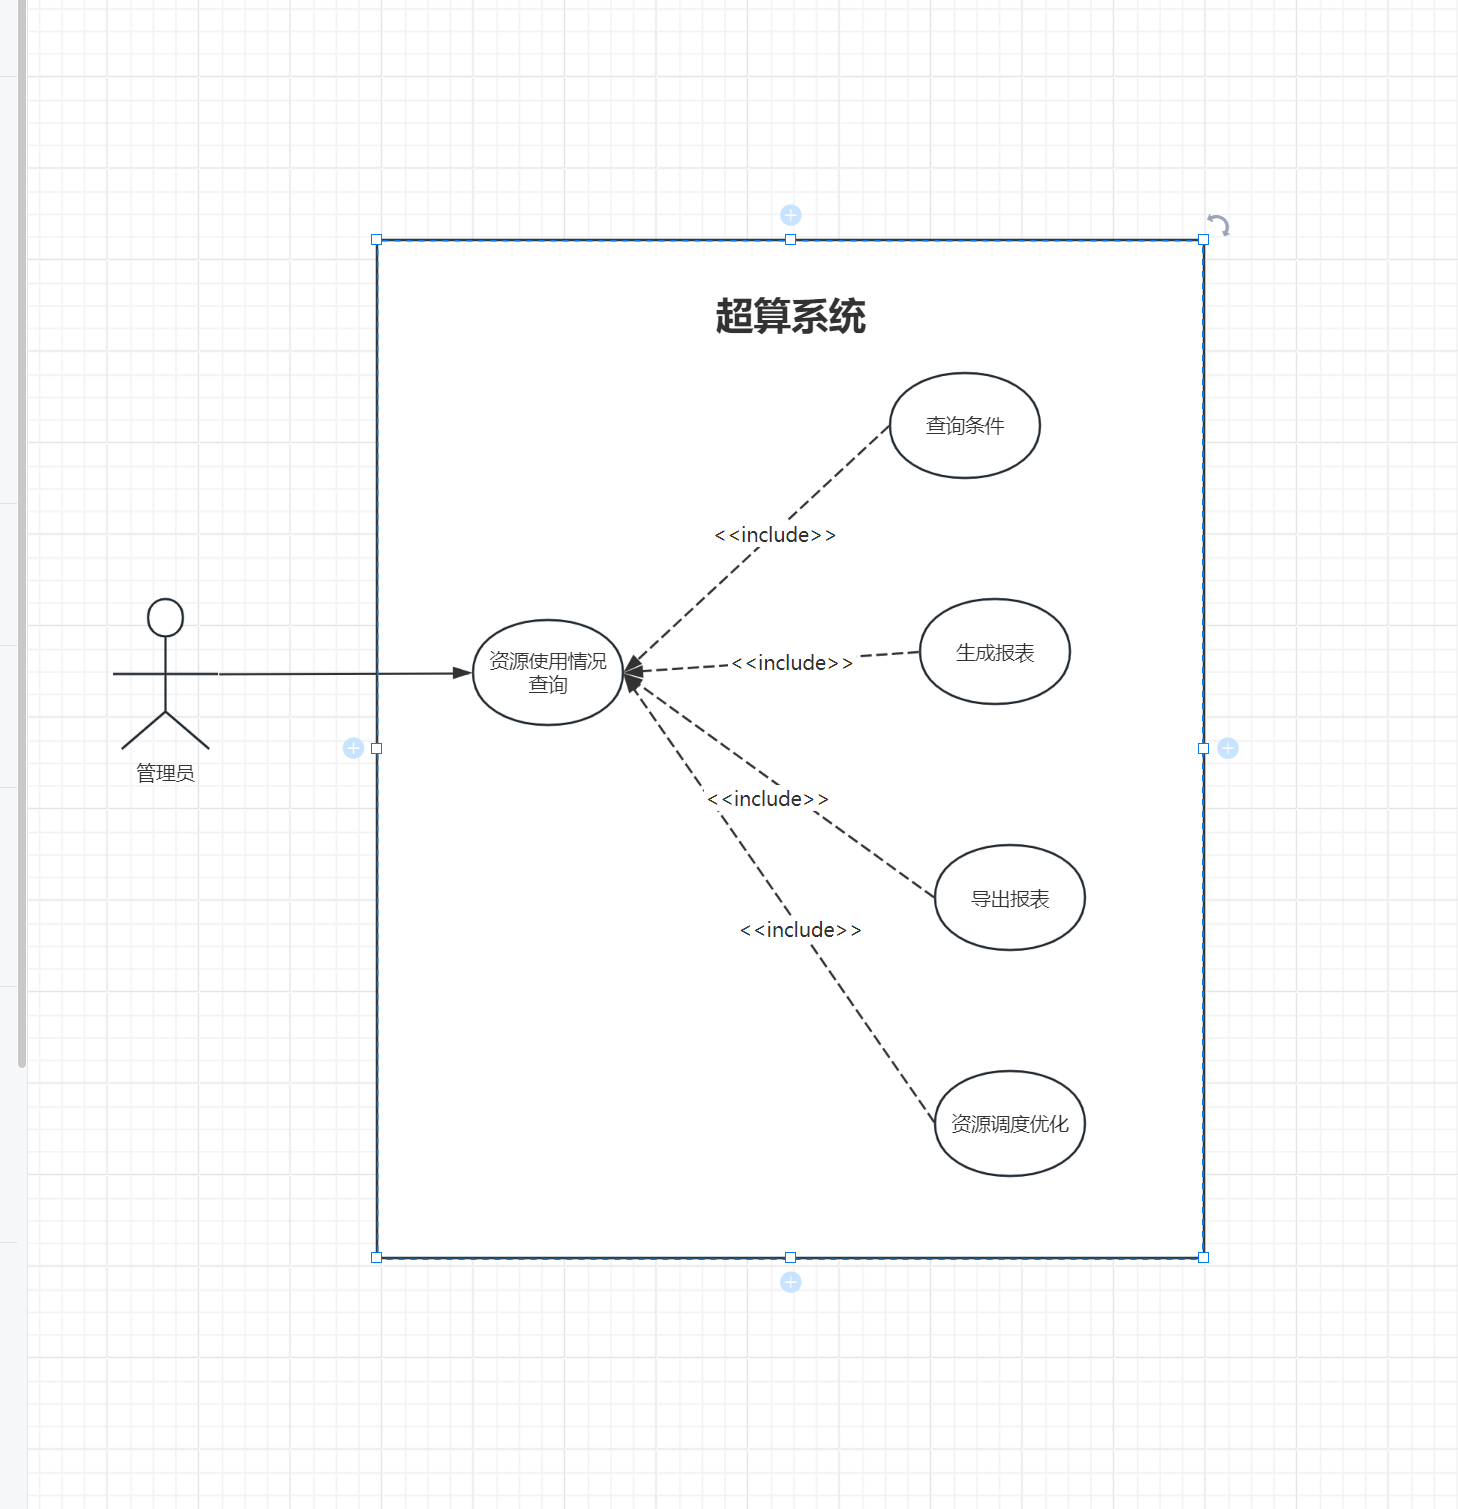 超算系统
查询条件
<<include>>
生成报表
<<include>>
资源使用情况
查询
管理员
<<include>>
导出报表
<<include>>
资源调度优化